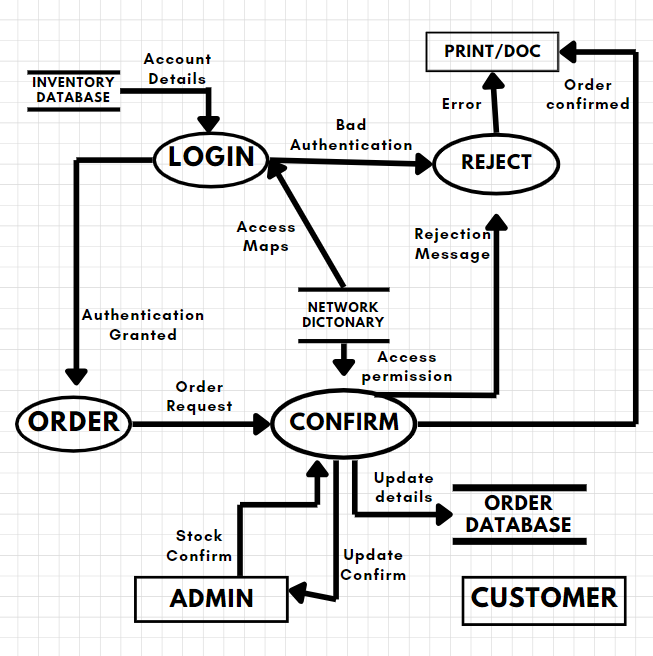 PRINT/DOC
Account
Details
INVENTORY
DATABASE
Order
confirmed
Error
Bad
Authentication
LOGIN
REJECT
Access
Maps
Rejection
Message
NETWORK
DICTONARY
Authentication
Granted
Access
permission
Order
Request
ORDER
CONFIRM
Update
details
ORDER
DATABASE
Stock
Confirm
Update
Confirm
ADMIN
CUSTOMER